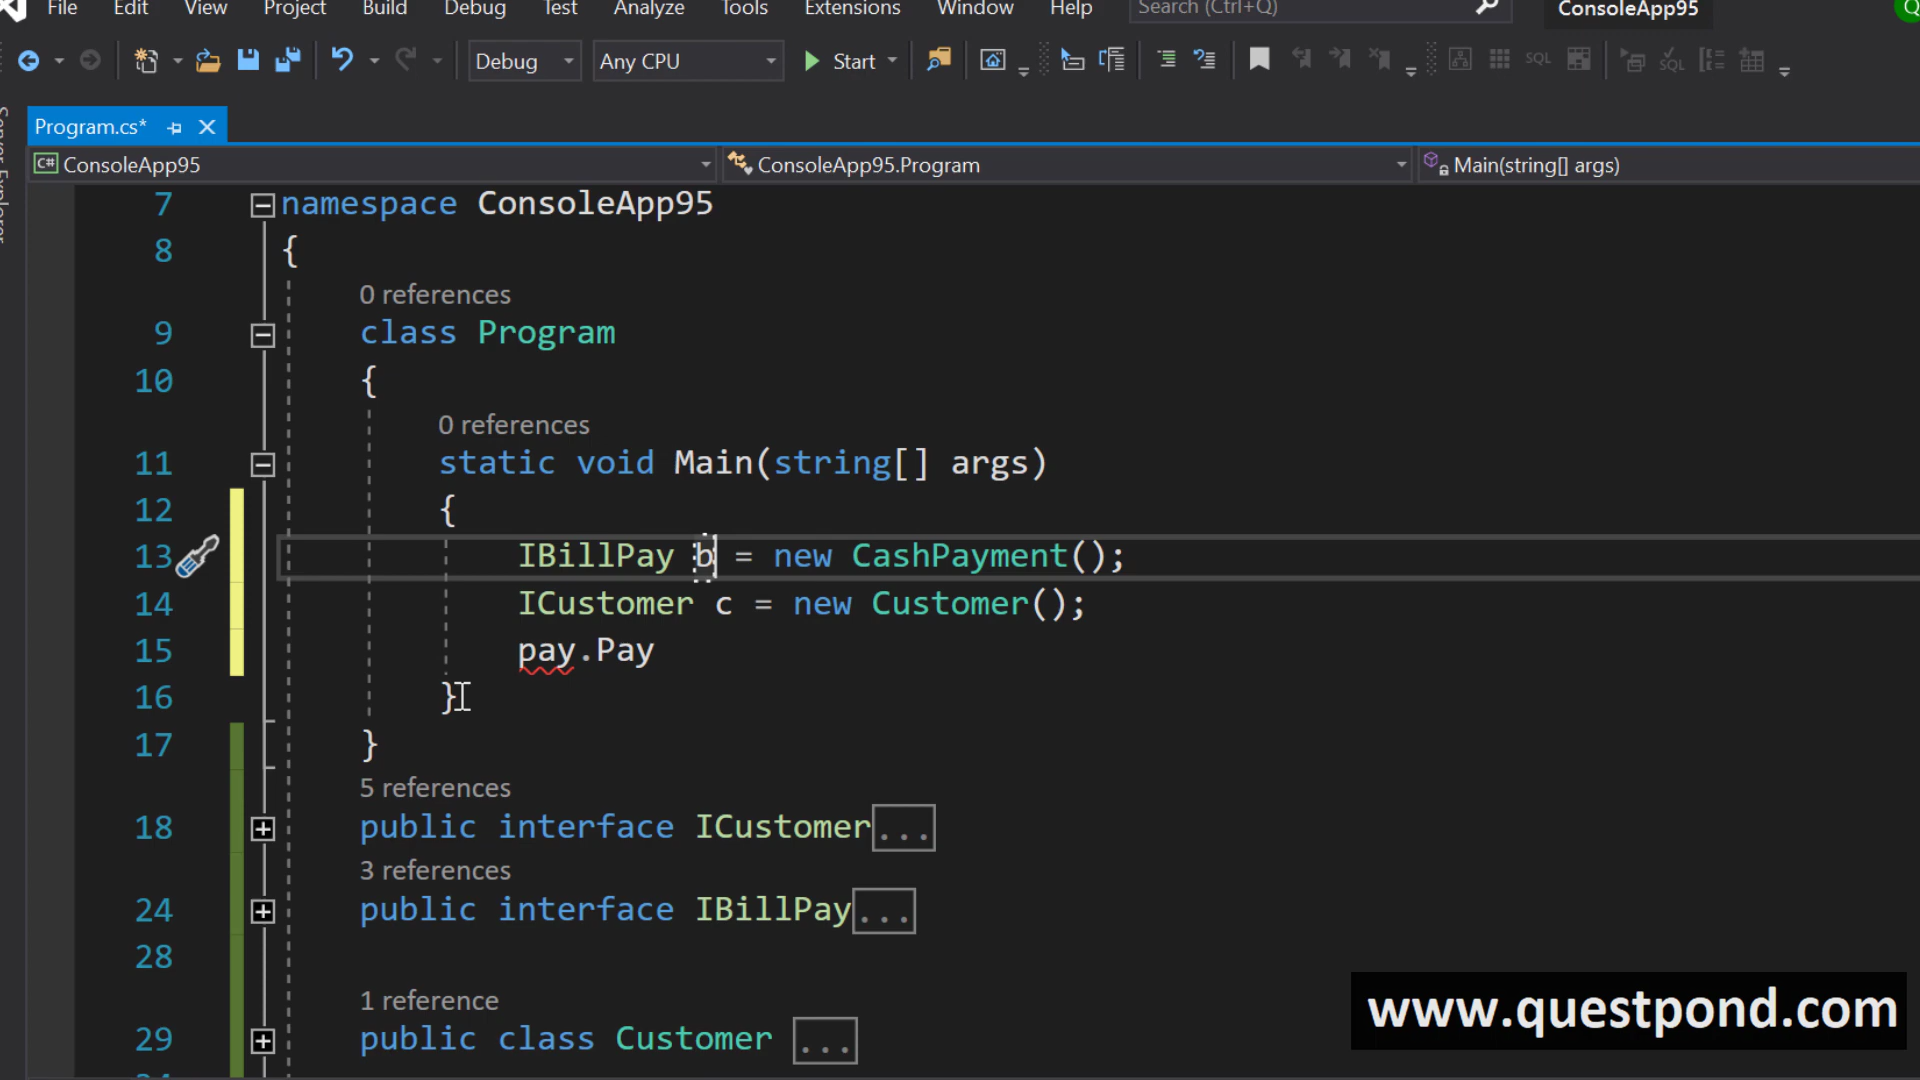 File Edit View Project Build Debug Test Analyze Tools Extensions Window Help Search (Ctrl+Q) ConsoleApp95
Debug Any CPU Start SQL SQL
Program.cs*
C# ConsoleApp95 ConsoleApp95.Program Main(string[] args)
7 namespace ConsoleApp95
8 {
0 references
9 class Program
10 {
0 references
11 static void Main(string[] args)
12 {
13 IBillPay b = new CashPayment();
14 ICustomer c = new Customer();
15 pay.Pay
16 }
17 }
5 references
18 public interface ICustomer...
3 references
24 public interface IBillPay...
28
1 reference
29 public class Customer ...
www.questpond.com